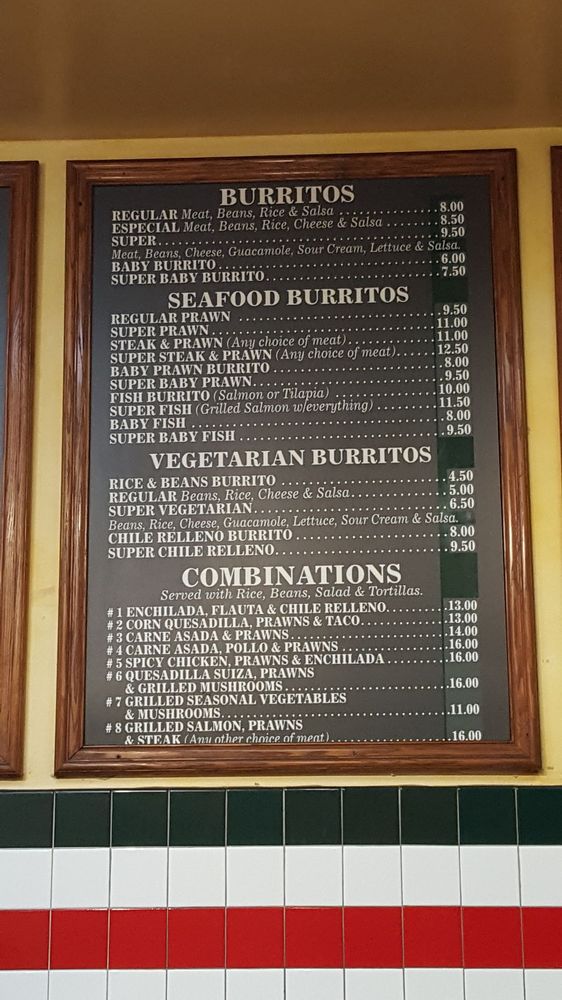 BURRITOS
REGULAR Meat, Beans, Rice & Salsa 8.00
ESPECIAL Meat, Beans, Rice, Cheese & Salsa 8.50
SUPER 9.50
Meat, Beans, Cheese, Guacamole, Sour Cream, Lettuce & Salsa.
BABY BURRITO 6.00
SUPER BABY BURRITO 7.50
SEAFOOD BURRITOS
REGULAR PRAWN 9.50
SUPER PRAWN 11.00
STEAK & PRAWN (Any choice of meat) 11.00
SUPER STEAK & PRAWN (Any choice of meat) 12.50
BABY PRAWN BURRITO 8.00
SUPER BABY PRAWN 9.50
FISH BURRITO (Salmon or Tilapia) 10.00
SUPER FISH (Grilled Salmon w/everything) 11.50
BABY FISH 8.00
SUPER BABY FISH 9.50
VEGETARIAN BURRITOS
RICE & BEANS BURRITO 4.50
REGULAR Beans, Rice, Cheese & Salsa 5.00
SUPER VEGETARIAN 6.50
Beans, Rice, Cheese, Guacamole, Lettuce, Sour Cream & Salsa.
CHILE RELLENO BURRITO 8.00
SUPER CHILE RELLENO 9.50
COMBINATIONS
Served with Rice, Beans, Salad & Tortillas.
# 1 ENCHILADA, FLAUTA & CHILE RELLENO 13.00
# 2 CORN QUESADILLA, PRAWNS & TACO 13.00
# 3 CARNE ASADA & PRAWNS 14.00
# 4 CARNE ASADA, POLLO & PRAWNS 16.00
# 5 SPICY CHICKEN, PRAWNS & ENCHILADA 16.00
# 6 QUESADILLA SUIZA, PRAWNS
& GRILLED MUSHROOMS 16.00
# 7 GRILLED SEASONAL VEGETABLES
& MUSHROOMS 11.00
# 8 GRILLED SALMON, PRAWNS
& STEAK (Any other choice of meat) 16.00